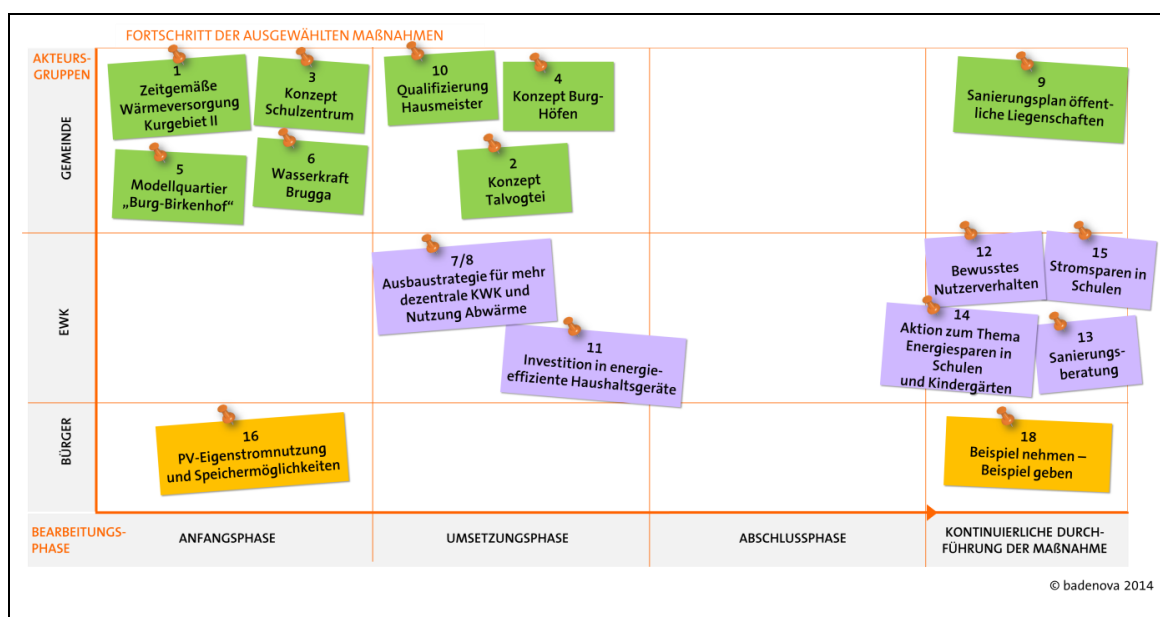 FORTSCHRITT DER AUSGEWÄHLTEN MAßNAHMEN
AKTEURS-
GRUPPEN
GEMEINDE
1
Zeitgemäße
Wärmeversorgung
Kurgebiet II
3
Konzept
Schulzentrum
5
Modellquartier
„Burg-Birkenhof“
6
Wasserkraft
Brugga
10
Qualifizierung
Hausmeister
4
Konzept Burg-
Höfen
2
Konzept
Talvogtei
9
Sanierungsplan öffent-
liche Liegenschaften
EWK
7/8
Ausbaustrategie für mehr
dezentrale KWK und
Nutzung Abwärme
11
Investition in energie-
effiziente Haushaltsgeräte
12
Bewusstes
Nutzerverhalten
15
Stromsparen in
Schulen
14
Aktion zum Thema
Energiesparen in
Schulen
und Kindergärten
13
Sanierungs-
beratung
BÜRGER
16
PV-Eigenstromnutzung
und Speichermöglichkeiten
18
Beispiel nehmen –
Beispiel geben
BEARBEITUNGS-
PHASE
ANFANGSPHASE
UMSETZUNGSPHASE
ABSCHLUSSPHASE
KONTINUIERLICHE DURCH-
FÜHRUNG DER MAßNAHME
© badenova 2014